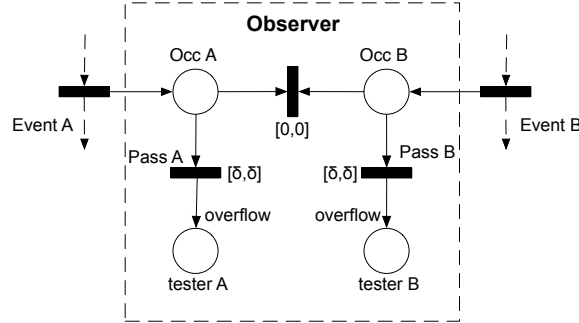 Observer
Occ A
Occ B
Event A
[0,0]
Event B
Pass A
[δ,δ]
[δ,δ]
Pass B
overflow
overflow
tester A
tester B